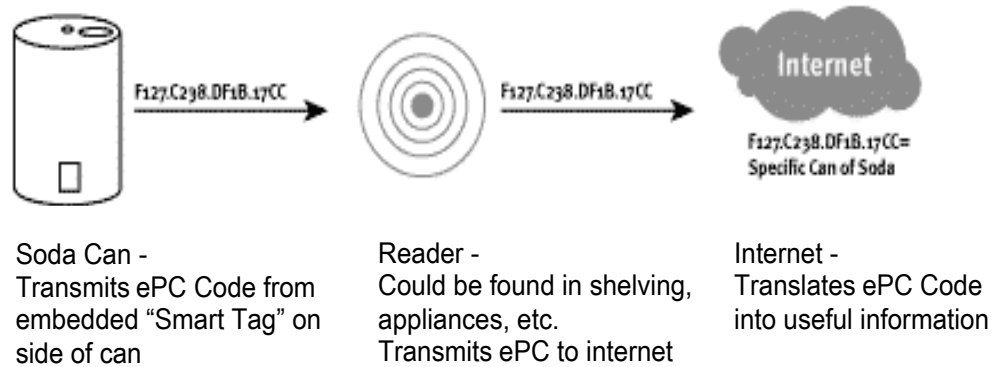 F127.C238.DF1B.17CC
F127.C238.DF1B.17CC
Internet
F127.C238.DF1B.17CC=
Specific Can of Soda
Soda Can -
Transmits ePC Code from
embedded “Smart Tag” on
side of can
Reader -
Could be found in shelving,
appliances, etc.
Transmits ePC to internet
Internet -
Translates ePC Code
into useful information